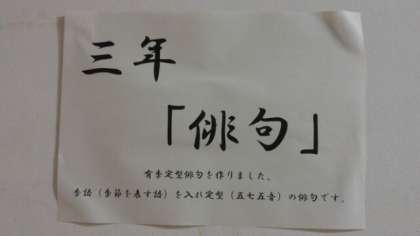 三年
「俳句」
有季定型俳句を作りました。
季語（季節を表す語）を入れ定型（五七五音）の俳句です。